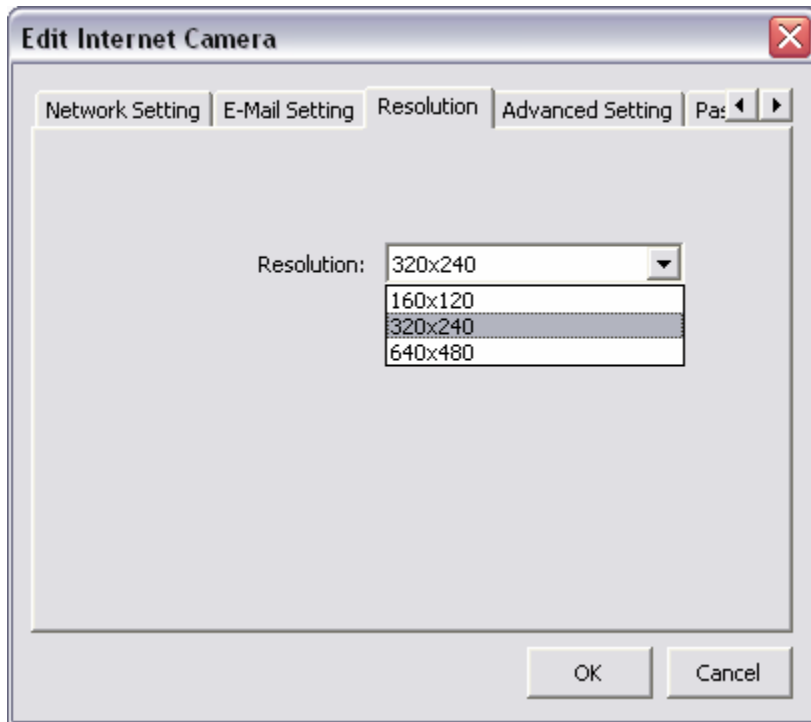 Edit Internet Camera
Network Setting E-Mail Setting Resolution Advanced Setting
Resolution: 320x240
160x120
320x240
640x480
OK Cancel